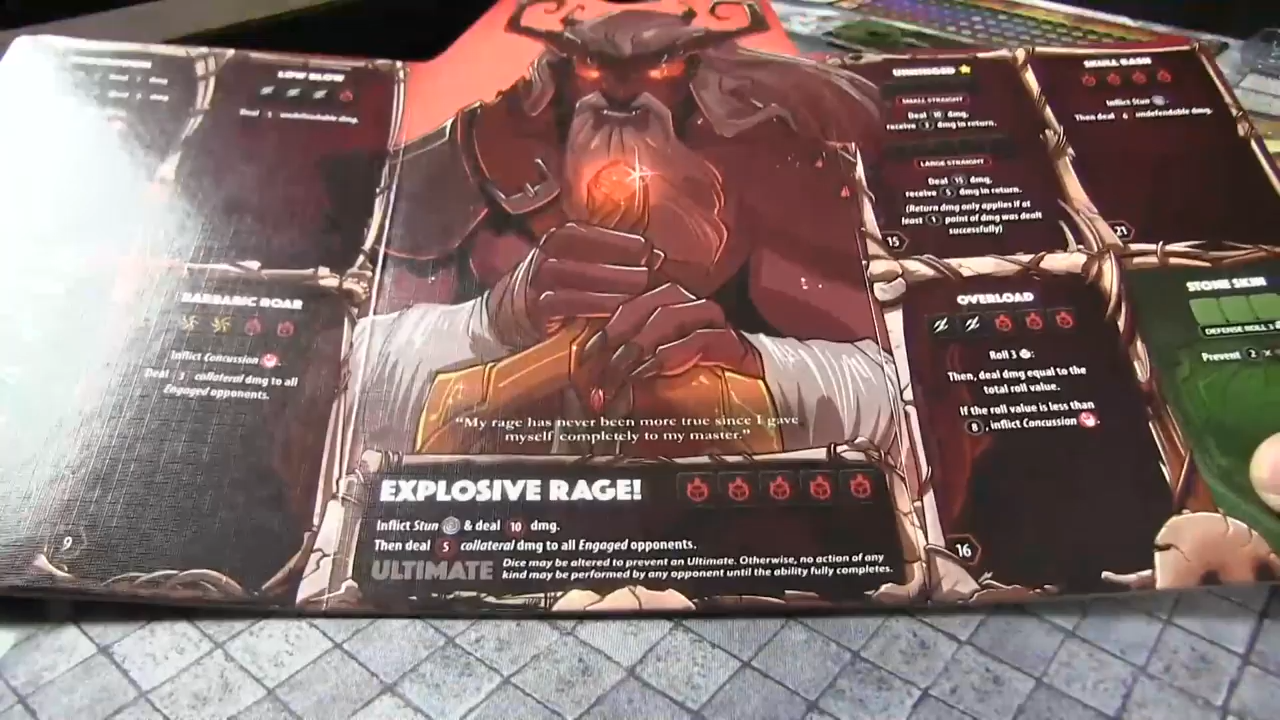 Deal 7 dmg
LOW BLOW
Deal 5 undefendable dmg.
BARBARIC ROAR
Inflict Concussion
Deal 3 collateral dmg to all
Engaged opponents.
9
"My rage has never been more true since I gave
myself completely to my master."
EXPLOSIVE RAGE!
Inflict Stun & deal 10 dmg.
Then deal 5 collateral dmg to all Engaged opponents.
ULTIMATE
Dice may be altered to prevent an Ultimate. Otherwise, no action of any
kind may be performed by any opponent until the ability fully completes.
UNHINGED
SMALL STRAIGHT
Deal 10 dmg,
receive 3 dmg in return.
LARGE STRAIGHT
Deal 15 dmg,
receive 5 dmg in return.
(Return dmg only applies if at
least 1 point of dmg was dealt
successfully)
15
SKULL BASH
Inflict Stun
Then deal 6 undefendable dmg.
21
OVERLOAD
Roll 3 :
Then, deal dmg equal to the
total roll value.
If the roll value is less than
8, inflict Concussion
16
STONE SKIN
DEFENSE ROLL 3
Prevent 2 x